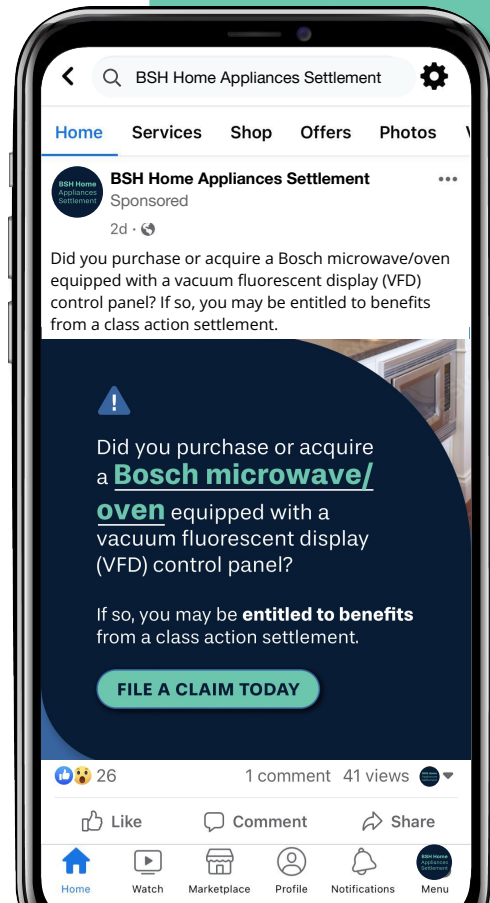 BSH Home Appliances Settlement
Home Services Shop Offers Photos
BSH Home
Appliances
Settlement
BSH Home Appliances Settlement
Sponsored
2d ·
Did you purchase or acquire a Bosch microwave/oven
equipped with a vacuum fluorescent display (VFD)
control panel? If so, you may be entitled to benefits
from a class action settlement.
Did you purchase or acquire
a Bosch microwave/
oven equipped with a
vacuum fluorescent display
(VFD) control panel?
If so, you may be entitled to benefits
from a class action settlement.
FILE A CLAIM TODAY
26 1 comment 41 views
Like Comment Share
BSH Home
Appliances
Settlement
Home Watch Marketplace Profile Notifications Menu